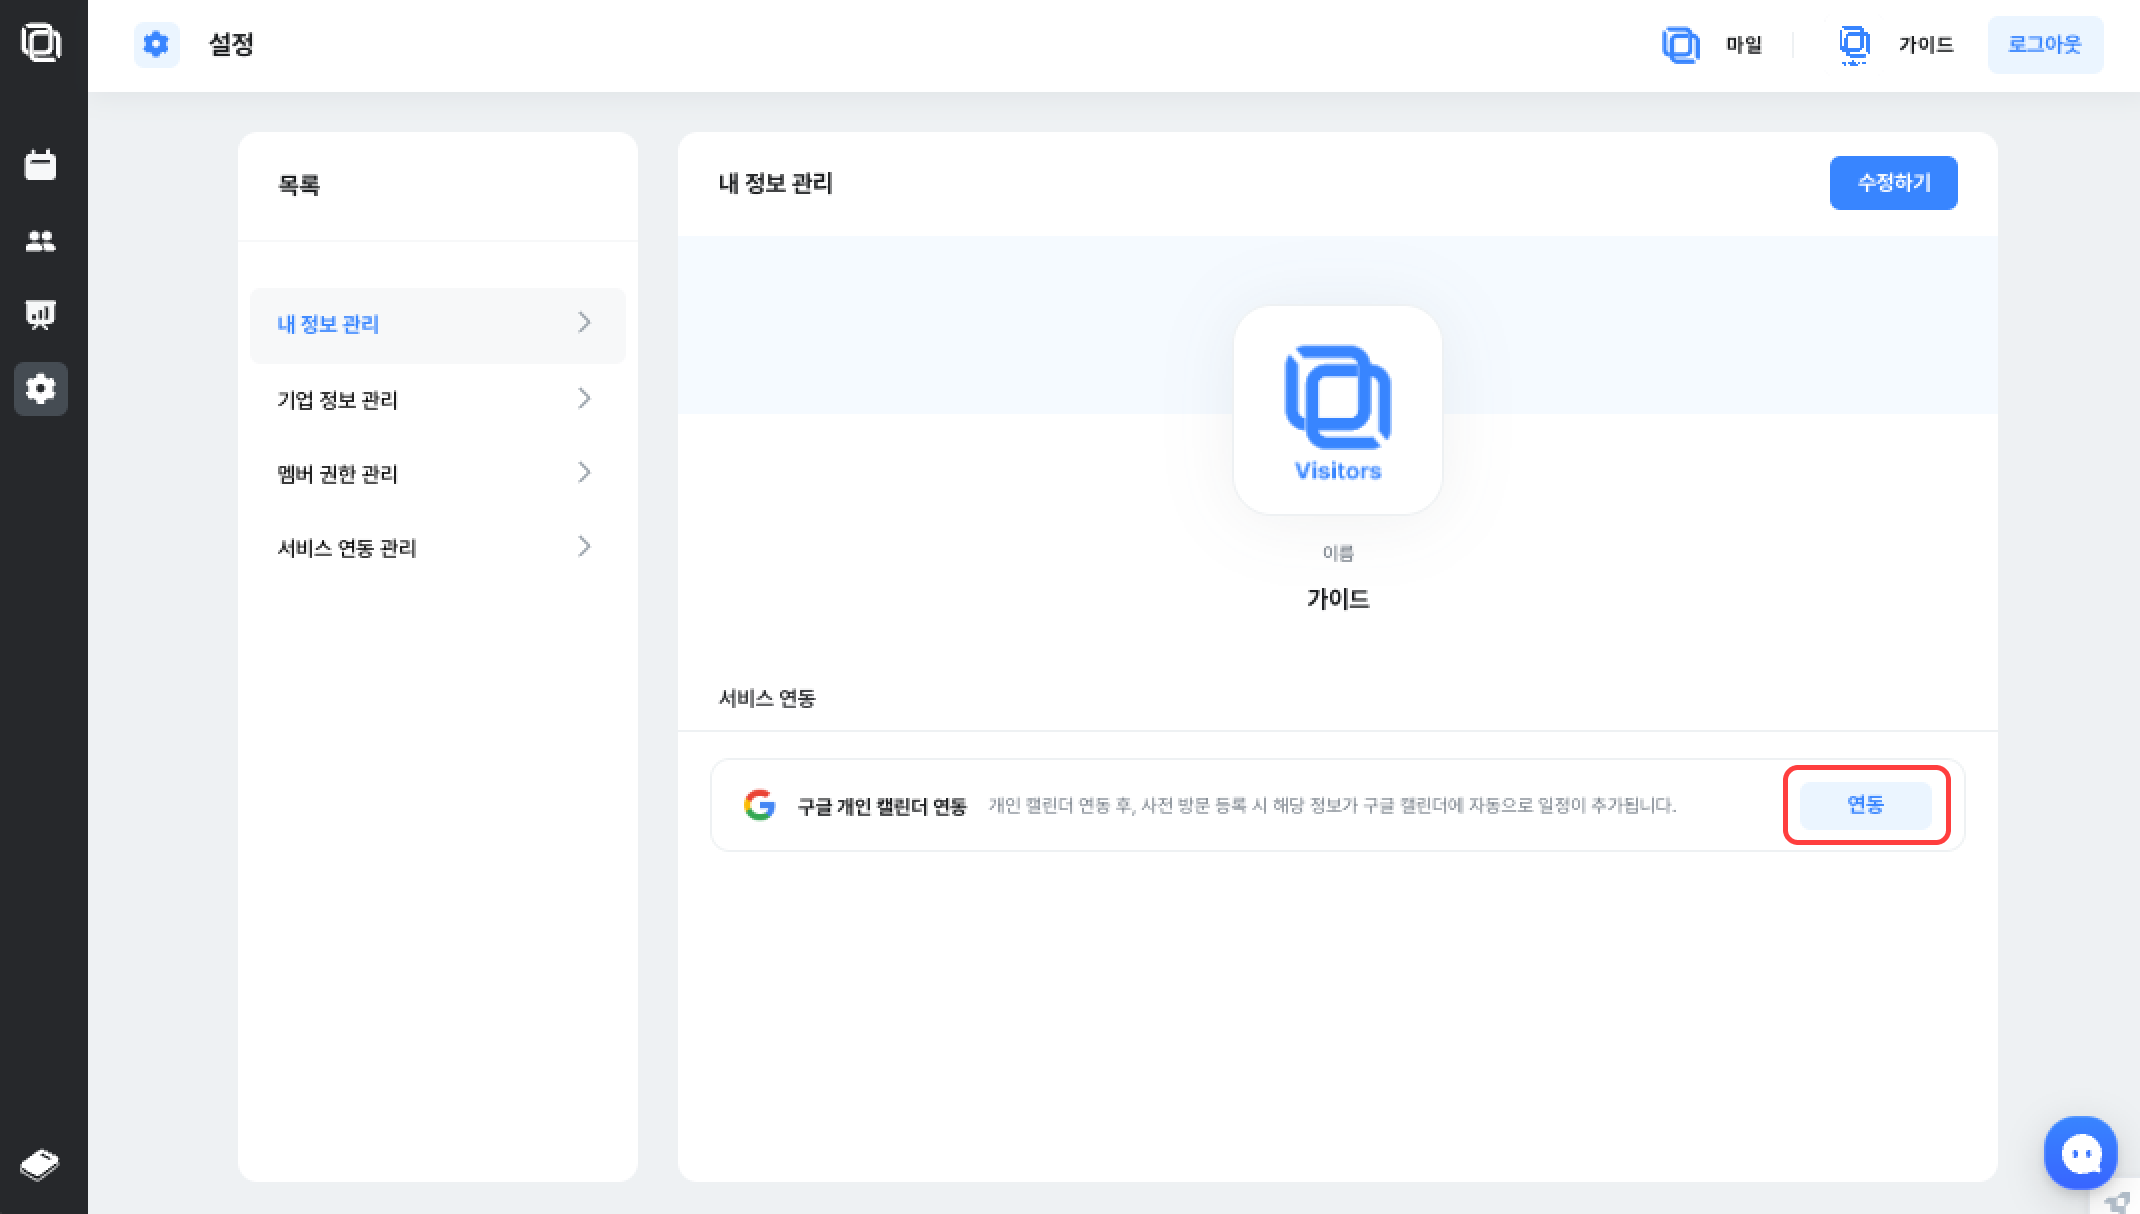 설정
마일
가이드
로그아웃
목록
내 정보 관리
기업 정보 관리
멤버 권한 관리
서비스 연동 관리
내 정보 관리
수정하기
Visitors
이름
가이드
서비스 연동
구글 개인 캘린더 연동 개인 캘린더 연동 후, 사전 방문 등록 시 해당 정보가 구글 캘린더에 자동으로 일정이 추가됩니다.
연동